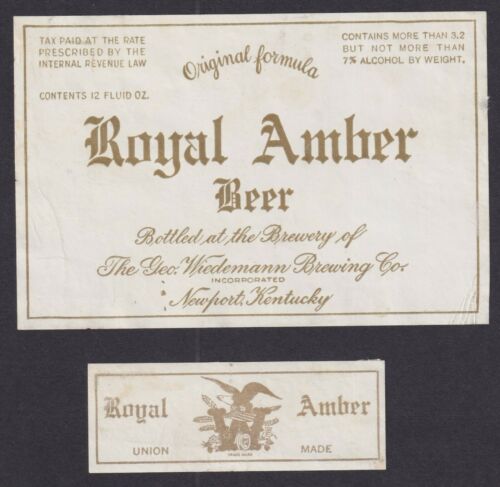 TAX PAID AT THE RATE
PRESCRIBED BY THE
INTERNAL REVENUE LAW
CONTENTS 12 FLUID OZ.
Original formula
CONTAINS MORE THAN 3.2
BUT NOT MORE THAN
7% ALCOHOL BY WEIGHT.
Royal Amber
Beer
Bottled at the Brewery of
The Geo. Wiedemann Brewing Co.
INCORPORATED
Newport, Kentucky
Royal Amber
UNION MADE
TRADE MARK